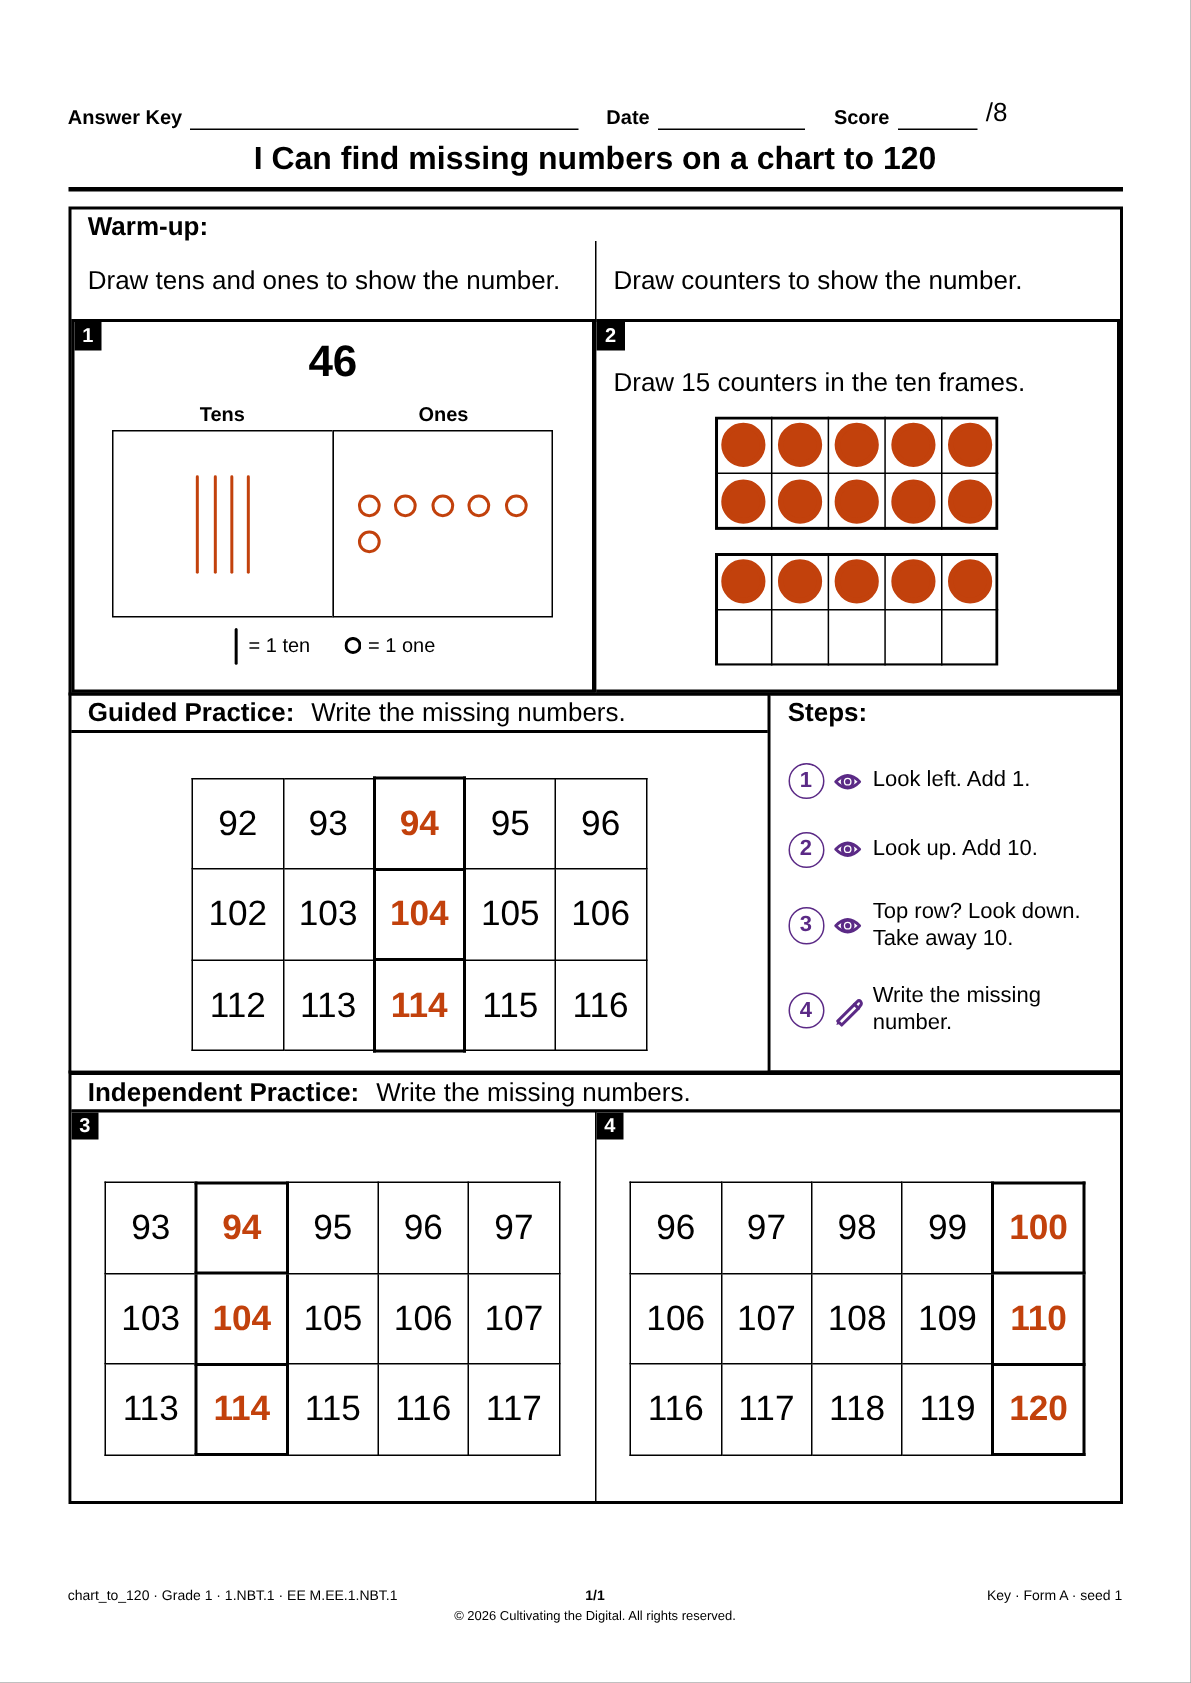 Answer Key Date Score /8
I Can find missing numbers on a chart to 120
Warm-up:
Draw tens and ones to show the number.
Draw counters to show the number.
1
46
Tens Ones
= 1 ten = 1 one
2
Draw 15 counters in the ten frames.
Guided Practice: Write the missing numbers.
92 93 94 95 96
102 103 104 105 106
112 113 114 115 116
Steps:
1 Look left. Add 1.
2 Look up. Add 10.
3 Top row? Look down.
Take away 10.
4 Write the missing
number.
Independent Practice: Write the missing numbers.
3
93 94 95 96 97
103 104 105 106 107
113 114 115 116 117
4
96 97 98 99 100
106 107 108 109 110
116 117 118 119 120
chart_to_120 · Grade 1 · 1.NBT.1 · EE M.EE.1.NBT.1 1/1 Key · Form A · seed 1
© 2026 Cultivating the Digital. All rights reserved.